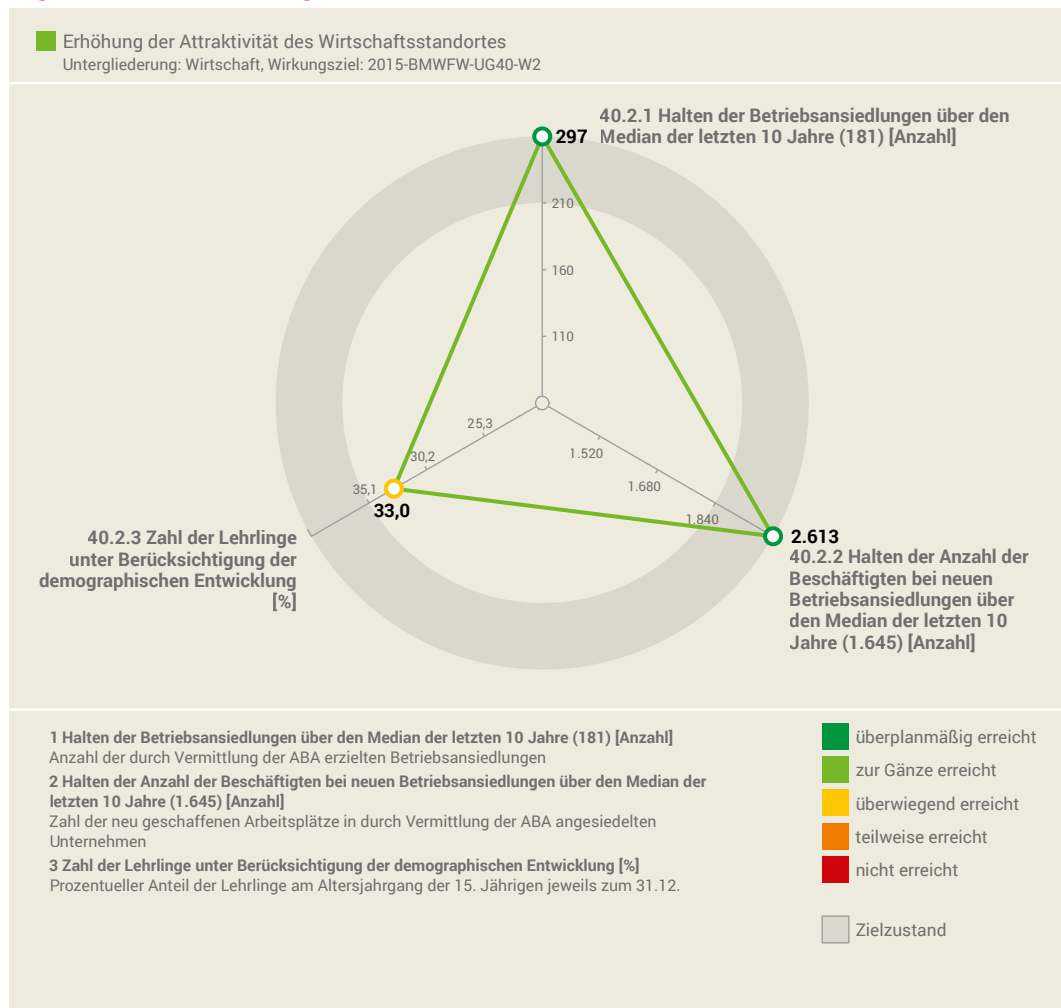 Erhöhung der Attraktivität des Wirtschaftsstandortes
Untergliederung: Wirtschaft, Wirkungsziel: 2015-BMWFW-UG40-W2
40.2.1 Halten der Betriebsansiedlungen über den
297 Median der letzten 10 Jahre (181) [Anzahl]
210
160
110
25,3
30,2
35,1
33,0
1.520
1.680
1.840
40.2.3 Zahl der Lehrlinge
unter Berücksichtigung der
demographischen Entwicklung
[%]
2.613
40.2.2 Halten der Anzahl der
Beschäftigten bei neuen
Betriebsansiedlungen über
den Median der letzten 10
Jahre (1.645) [Anzahl]
1 Halten der Betriebsansiedlungen über den Median der letzten 10 Jahre (181) [Anzahl]
Anzahl der durch Vermittlung der ABA erzielten Betriebsansiedlungen
2 Halten der Anzahl der Beschäftigten bei neuen Betriebsansiedlungen über den Median der
letzten 10 Jahre (1.645) [Anzahl]
Zahl der neu geschaffenen Arbeitsplätze in durch Vermittlung der ABA angesiedelten
Unternehmen
3 Zahl der Lehrlinge unter Berücksichtigung der demographischen Entwicklung [%]
Prozentueller Anteil der Lehrlinge am Altersjahrgang der 15. Jährigen jeweils zum 31.12.
überplanmäßig erreicht
zur Gänze erreicht
überwiegend erreicht
teilweise erreicht
nicht erreicht
Zielzustand